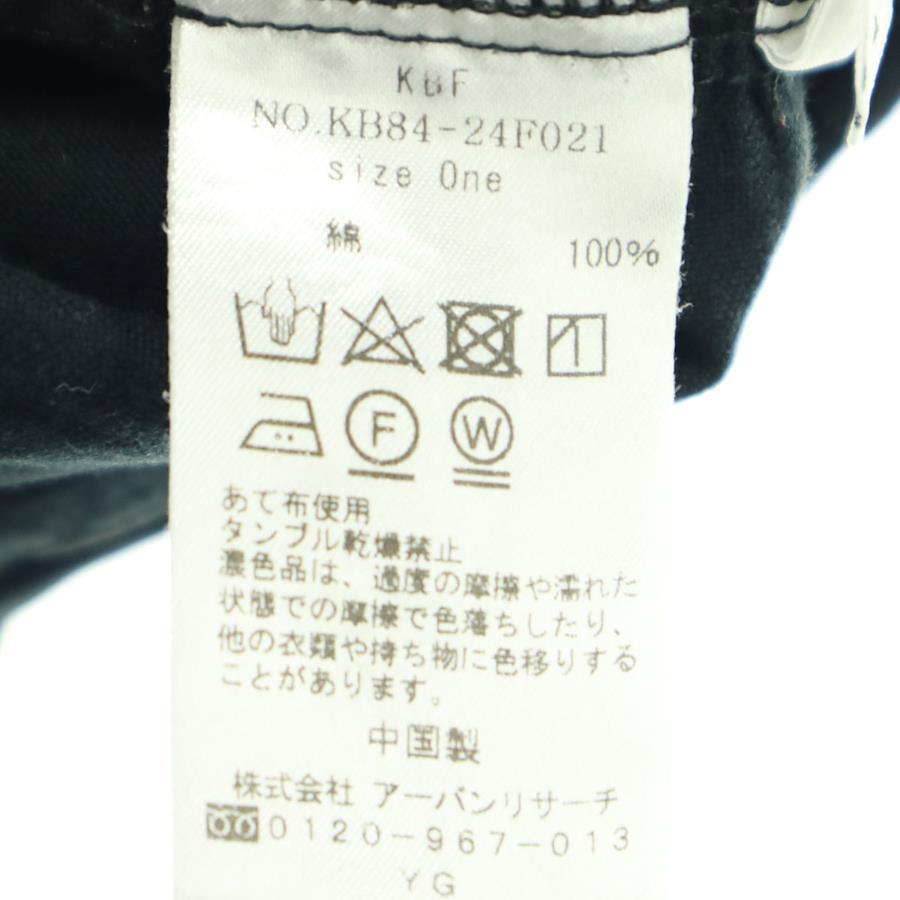 KBF
NO.KB84-24F021
size One
綿 100%
F W
あて布使用
タンブル乾燥禁止
濃色品は、過度の摩擦や濡れた
状態での摩擦で色落ちしたり、
他の衣類や持ち物に色移りする
ことがあります。
中国製
株式会社 アーバンリサーチ
0120-967-013
YG